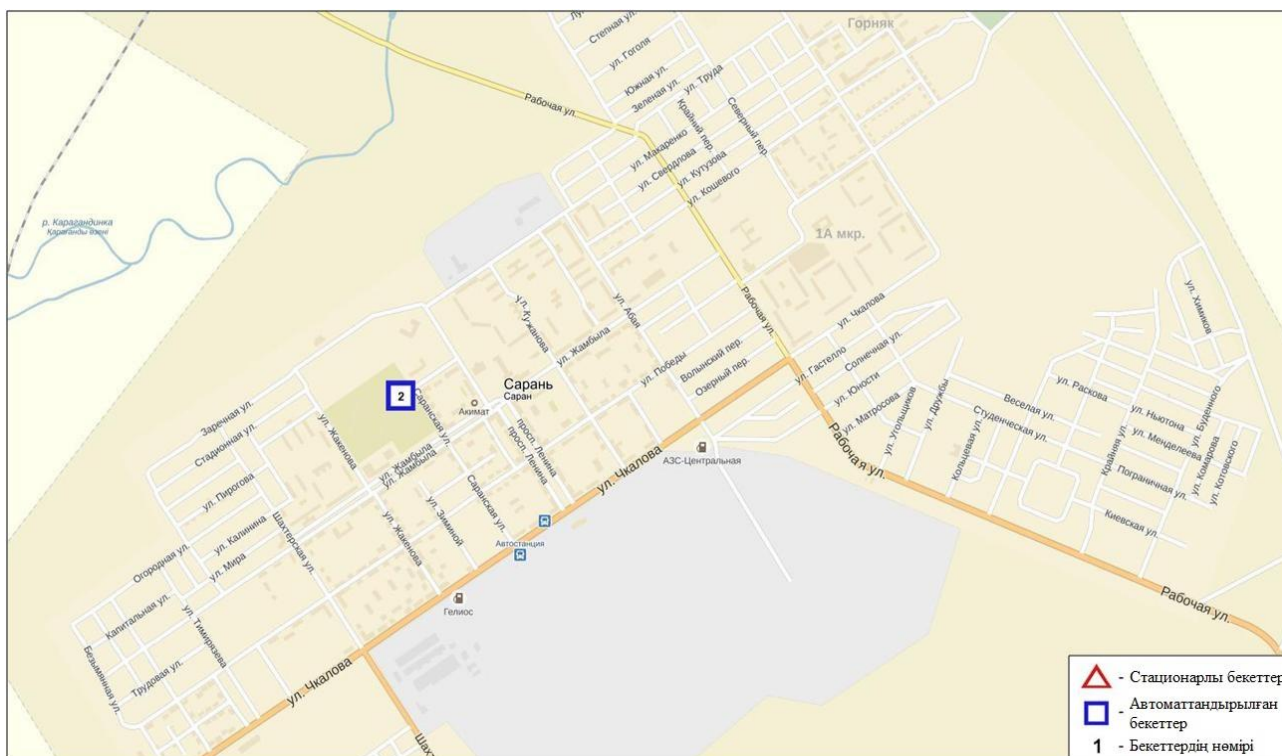 Горняк
Степная ул.
ул. Гоголя
Южная ул.
Зеленая ул.
ул. Труда
Рабочая ул.
Крайний пер.
Северный пер.
ул. Макаренко
ул. Свердлова
ул. Кутузова
ул. Кошевого
р. Карагандинка
Қарағанды өзені
1А мкр.
ул. Химиков
ул. Кужанова
ул. Абая
Рабочая ул.
ул. Чкалова
ул. Жамбыла
ул. Победы
Волынский пер.
Озерный пер.
ул. Гастелло
Солнечная ул.
ул. Юности
ул. Матросова
ул. Угольщиков
ул. Дружбы
Веселая ул.
ул. Раскова
ул. Ньютона
ул. Буденного
ул. Менделеева
Студенческая ул.
Кольцевая ул.
Крайняя ул.
Пограничная ул.
ул. Комарова
ул. Котовского
Киевская ул.
Сарань
Саран
2
Акимат
Саранская ул.
просп. Ленина
просп. Ленина
Заречная ул.
Стадионная ул.
ул. Жакенова
ул. Жамбыла
ул. Жамбыла
АЗС-Центральная
ул. Чкалова
Рабочая ул.
ул. Пирогова
ул. Калинина
ул. Мира
Шахтерская ул.
ул. Жакенова
ул. Зиминой
Саранская ул.
Автостанция
Огородная ул.
Капитальная ул.
ул. Тимирязева
Гелиос
Безымянная ул.
Трудовая ул.
ул. Чкалова
Рабочая ул.
- Стационарлы бекеттер
- Автоматтандырылған
бекеттер
1 - Бекеттердің нөмірі